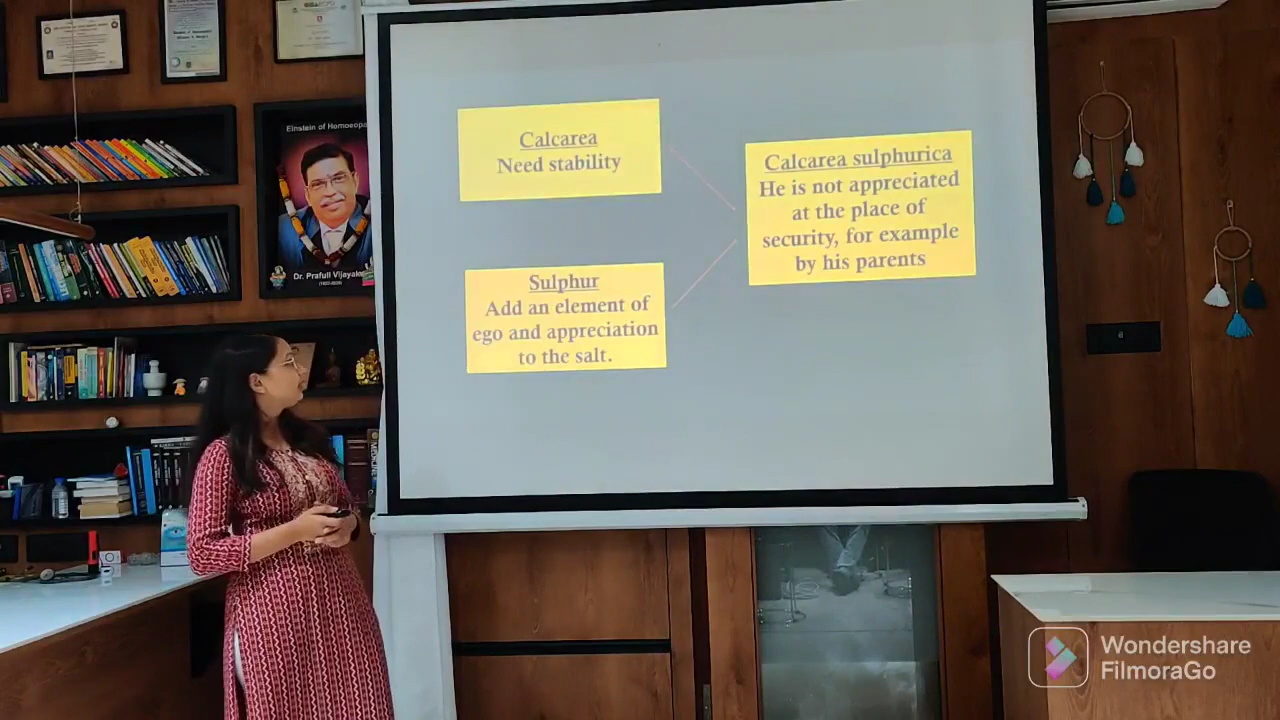 Calcarea
Need stability
Sulphur
Add an element of
ego and appreciation
to the salt.
Calcarea sulphurica
He is not appreciated
at the place of
security, for example
by his parents
Einstein of Homoeopa
Dr. Prafull Vijayak
Wondershare
FilmoraGo